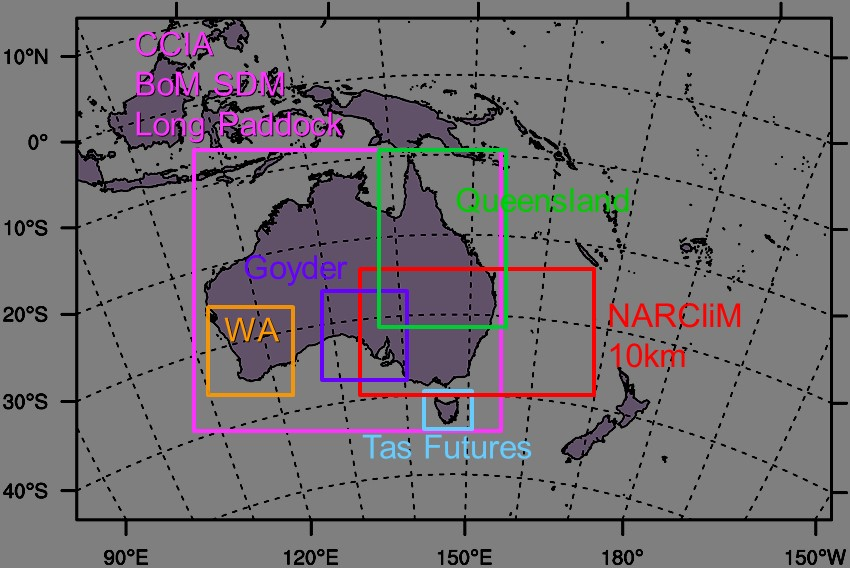 CCIA
BoM SDM
Long Paddock
Queensland
Goyder
WA
NARCliM
10km
Tas Futures
10°N
0°
10°S
20°S
30°S
40°S
90°E
120°E
150°E
180°
150°W